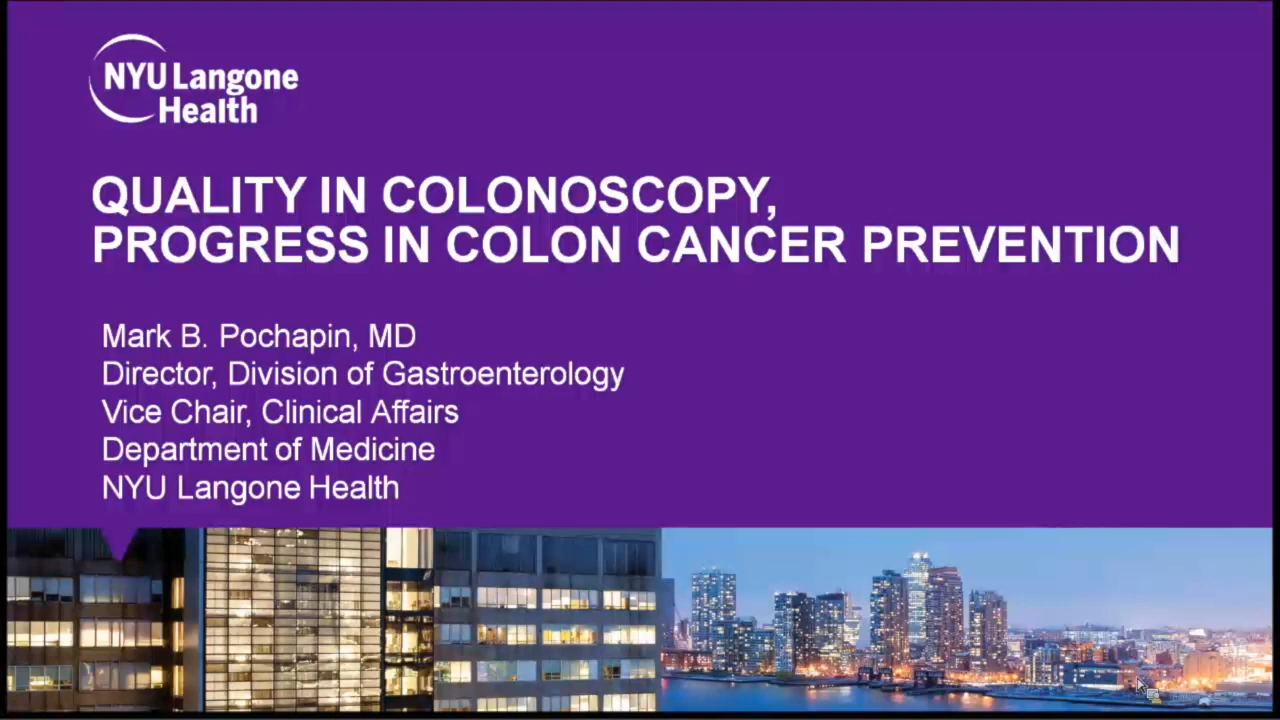 NYU Langone
Health
QUALITY IN COLONOSCOPY,
PROGRESS IN COLON CANCER PREVENTION
Mark B. Pochapin, MD
Director, Division of Gastroenterology
Vice Chair, Clinical Affairs
Department of Medicine
NYU Langone Health